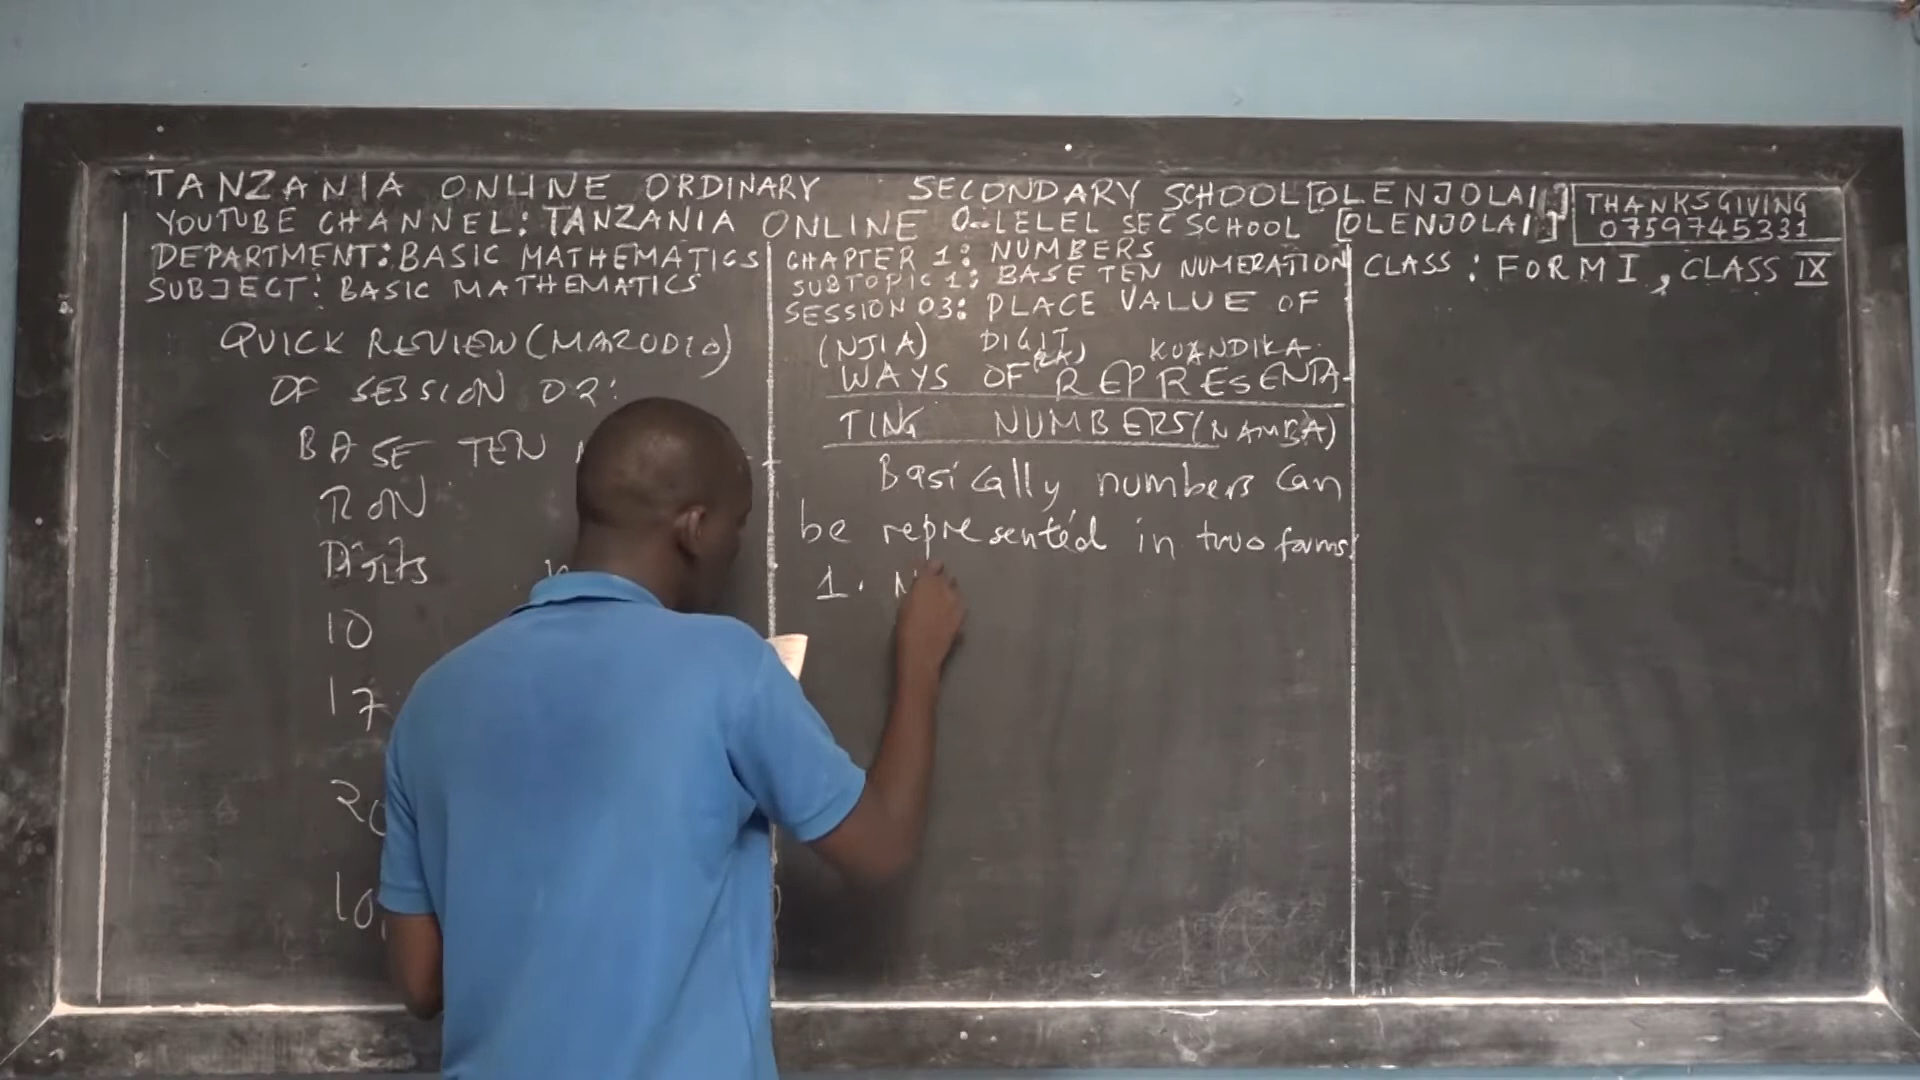 TANZANIA ONLINE ORDINARY SECONDARY SCHOOL [OLENJOLAI]
YOUTUBE CHANNEL: TANZANIA ONLINE O-LELEL SEC SCHOOL [OLENJOLAI]
THANKSGIVING
0759745331
DEPARTMENT: BASIC MATHEMATICS
SUBJECT: BASIC MATHEMATICS
QUICK REVIEW (MARUDIO)
OF SESSION 02:
BASE TEN
Digits
10
17
CHAPTER 1: NUMBERS
SUBTOPIC 1: BASE TEN NUMERATION
SESSION 03: PLACE VALUE OF
(NJIA) DIGIT (ZA) KUANDIKA
WAYS OF REPRESENTA-
TING NUMBERS (NAMBA)
Basically, numbers can
be represented in two forms:
1. N
CLASS: FORM I, CLASS IX